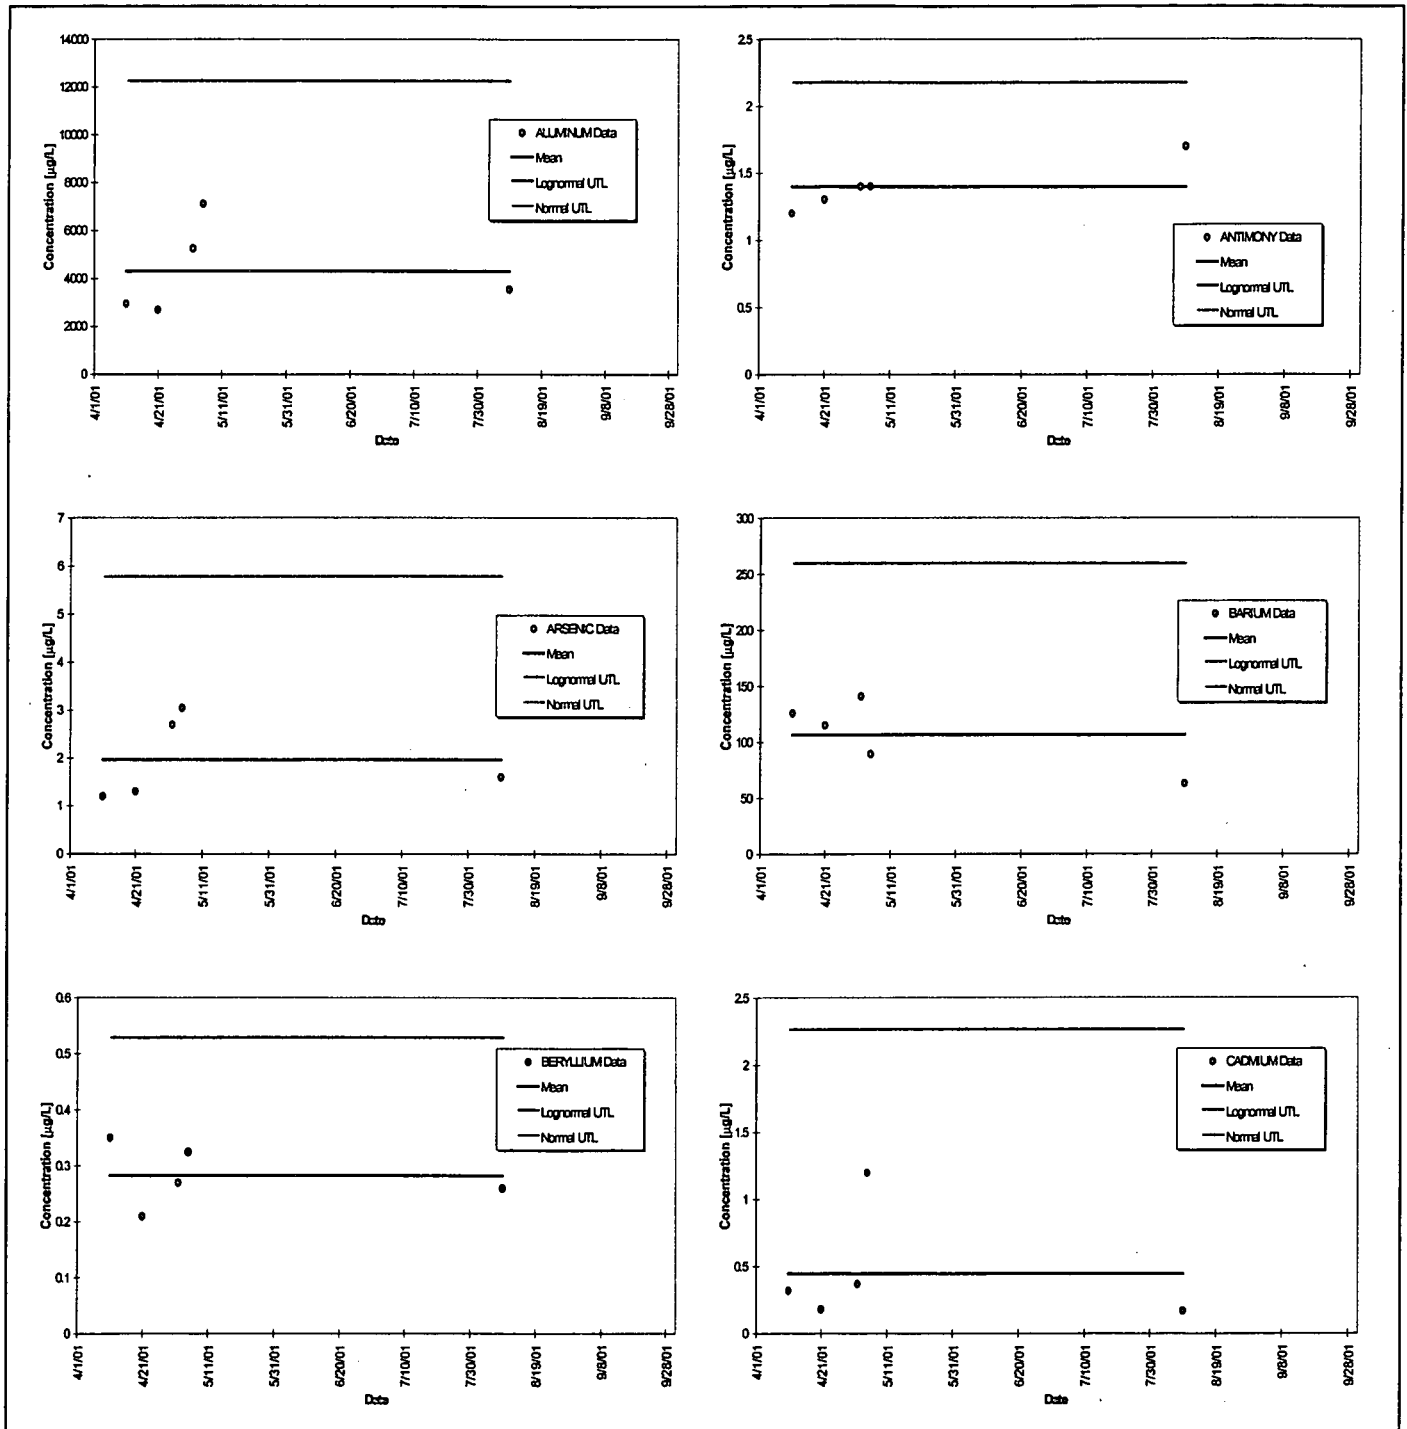 14000
12000
10000
8000
6000
4000
2000
0
Concentration [µg/L]
ALUMINUM Data
Mean
Lognormal UTL
Normal UTL
4/1/01 4/21/01 5/11/01 5/31/01 6/20/01 7/10/01 7/30/01 8/19/01 9/8/01 9/28/01
Date
2.5
2
1.5
1
0.5
0
Concentration [µg/L]
ANTIMONY Data
Mean
Lognormal UTL
Normal UTL
4/1/01 4/21/01 5/11/01 5/31/01 6/20/01 7/10/01 7/30/01 8/19/01 9/8/01 9/28/01
Date
7
6
5
4
3
2
1
0
Concentration [µg/L]
ARSENIC Data
Mean
Lognormal UTL
Normal UTL
4/1/01 4/21/01 5/11/01 5/31/01 6/20/01 7/10/01 7/30/01 8/19/01 9/8/01 9/28/01
Date
300
250
200
150
100
50
0
Concentration [µg/L]
BARIUM Data
Mean
Lognormal UTL
Normal UTL
4/1/01 4/21/01 5/11/01 5/31/01 6/20/01 7/10/01 7/30/01 8/19/01 9/8/01 9/28/01
Date
0.6
0.5
0.4
0.3
0.2
0.1
0
Concentration [µg/L]
BERYLLIUM Data
Mean
Lognormal UTL
Normal UTL
4/1/01 4/21/01 5/11/01 5/31/01 6/20/01 7/10/01 7/30/01 8/19/01 9/8/01 9/28/01
Date
2.5
2
1.5
1
0.5
0
Concentration [µg/L]
CADMIUM Data
Mean
Lognormal UTL
Normal UTL
4/1/01 4/21/01 5/11/01 5/31/01 6/20/01 7/10/01 7/30/01 8/19/01 9/8/01 9/28/01
Date